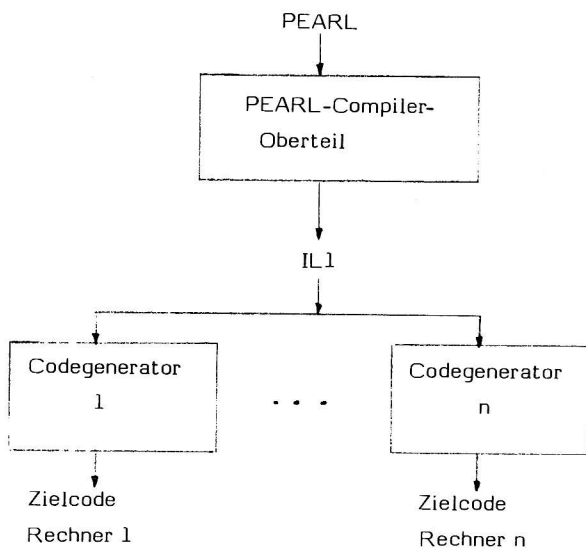 PEARL
PEARL-Compiler-
Oberteil
IL1
Codegenerator
1
. . .
Codegenerator
n
Zielcode
Rechner 1
Zielcode
Rechner n